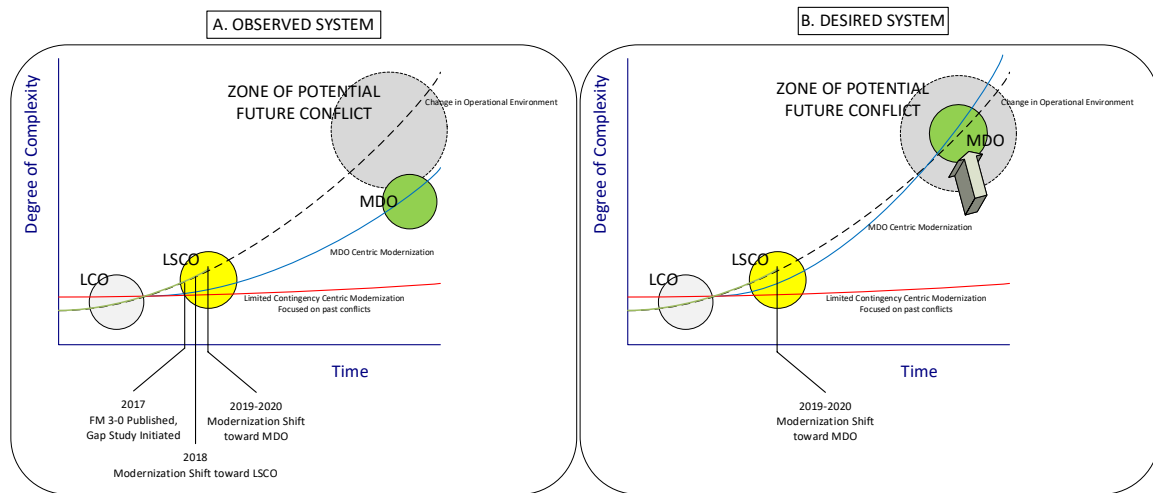 A. OBSERVED SYSTEM
Degree of Complexity
ZONE OF POTENTIAL
FUTURE CONFLICT
Change in Operational Environment
MDO
LSCO
MDO Centric Modernization
LCO
Limited Contingency Centric Modernization
Focused on past conflicts
Time
2017
FM 3-0 Published,
Gap Study Initiated
2019-2020
Modernization Shift
toward MDO
2018
Modernization Shift toward LSCO
B. DESIRED SYSTEM
Degree of Complexity
ZONE OF POTENTIAL
FUTURE CONFLICT
Change in Operational Environment
MDO
MDO Centric Modernization
LSCO
LCO
Limited Contingency Centric Modernization
Focused on past conflicts
Time
2019-2020
Modernization Shift
toward MDO